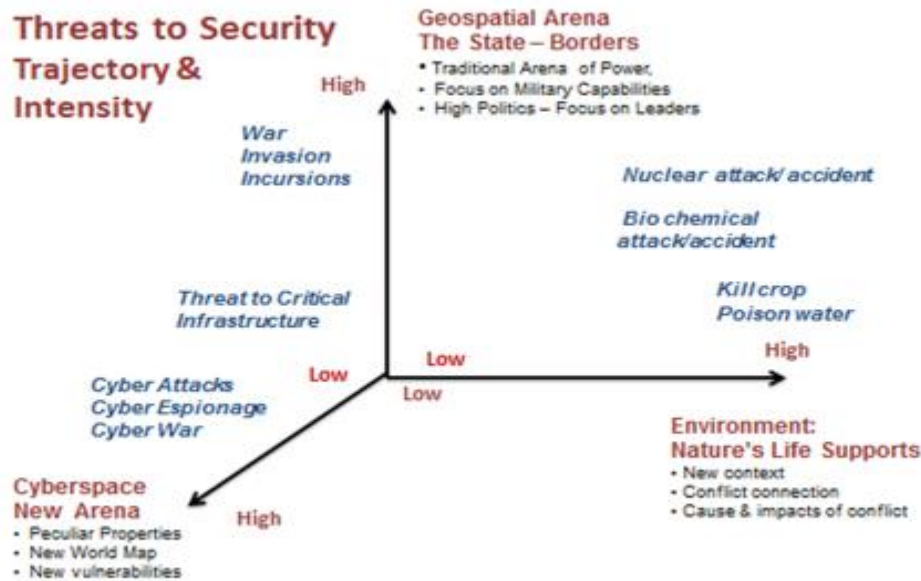 Threats to Security
Trajectory &
Intensity
Geospatial Arena
The State – Borders
• Traditional Arena of Power,
• Focus on Military Capabilities
• High Politics – Focus on Leaders
High
War
Invasion
Incursions
Nuclear attack/ accident
Bio chemical
attack/accident
Threat to Critical
Infrastructure
Kill crop
Poison water
High
Low
Low
Low
Cyber Attacks
Cyber Espionage
Cyber War
Environment:
Nature's Life Supports
• New context
• Conflict connection
• Cause & impacts of conflict
Cyberspace
New Arena
• Peculiar Properties
• New World Map
• New vulnerabilities
High